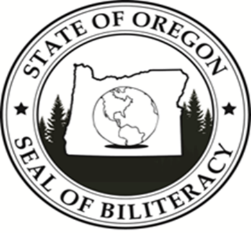 STATE OF OREGON
SEAL OF BILITERACY